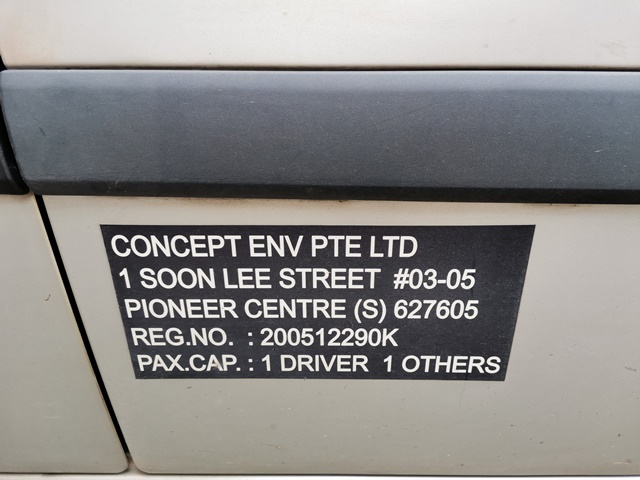 CONCEPT ENV PTE LTD
1 SOON LEE STREET #03-05
PIONEER CENTRE (S) 627605
REG.NO. : 200512290K
PAX.CAP. : 1 DRIVER 1 OTHERS